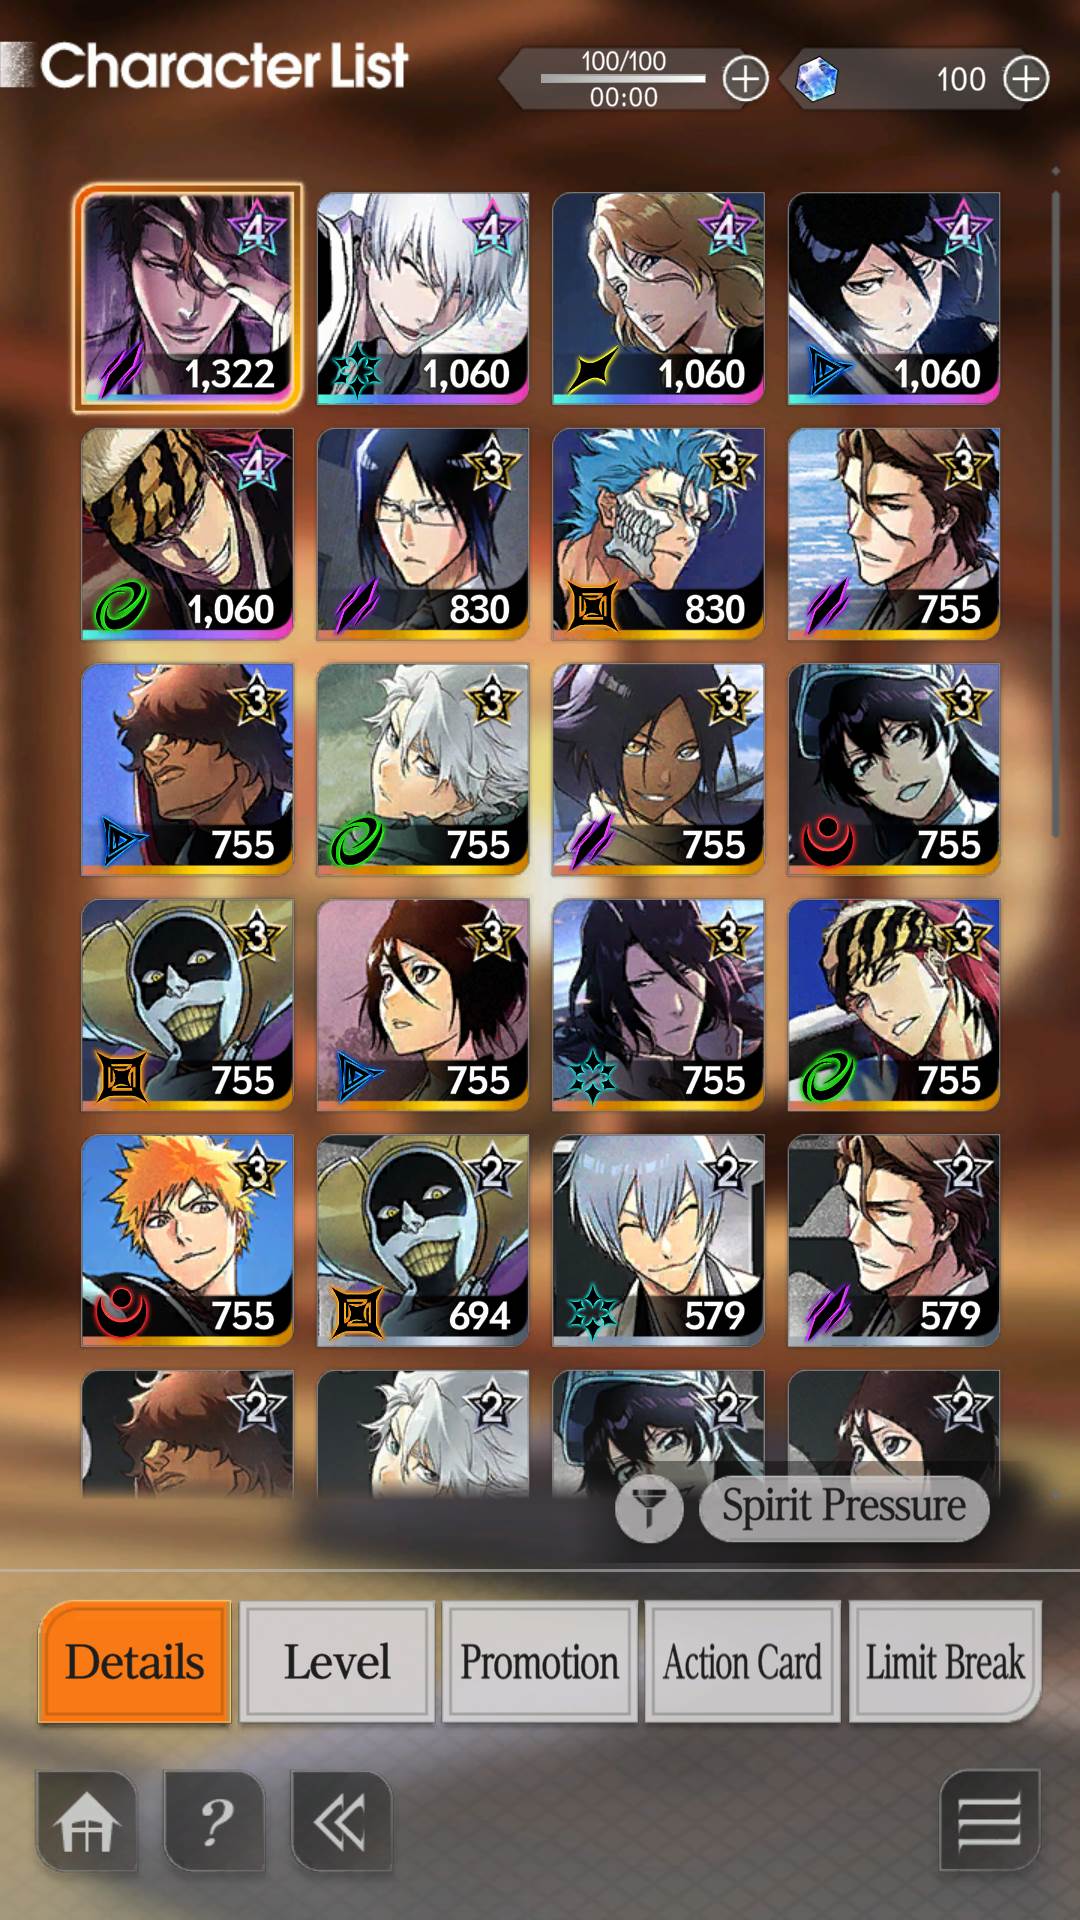 Character List
100/100
00:00
100
4 4 4 4
1,322 1,060 1,060 1,060
4 3 3 3
1,060 830 830 755
3 3 3 3
755 755 755 755
3 3 3 3
755 755 755 755
3 2 2 2
755 694 579 579
2 2 2 2
Spirit Pressure
Details Level Promotion Action Card Limit Break
?